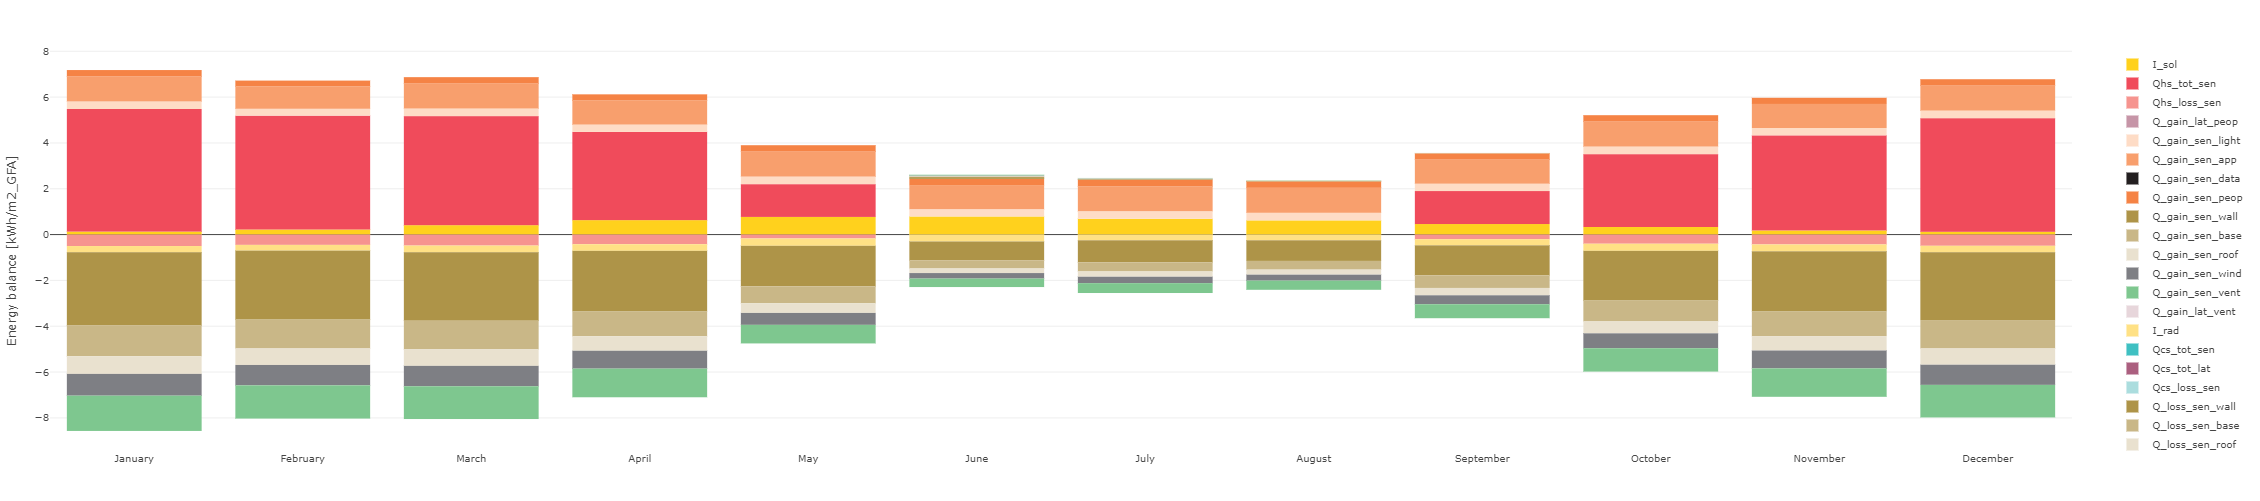 Energy balance [kWh/m2_GFA]
8
6
4
2
0
−2
−4
−6
−8
January
February
March
April
May
June
July
August
September
October
November
December
I_sol
Qhs_tot_sen
Qhs_loss_sen
Q_gain_lat_peop
Q_gain_sen_light
Q_gain_sen_app
Q_gain_sen_data
Q_gain_sen_peop
Q_gain_sen_wall
Q_gain_sen_base
Q_gain_sen_roof
Q_gain_sen_wind
Q_gain_sen_vent
Q_gain_lat_vent
I_rad
Qcs_tot_sen
Qcs_tot_lat
Qcs_loss_sen
Q_loss_sen_wall
Q_loss_sen_base
Q_loss_sen_roof